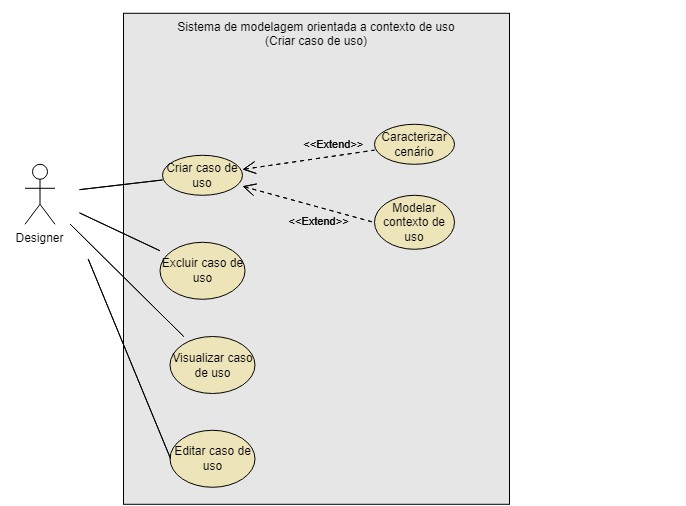 Sistema de modelagem orientada a contexto de uso
(Criar caso de uso)
<<Extend>>
Caracterizar
cenário
Criar caso de
uso
<<Extend>>
Modelar
contexto de
uso
Designer
Excluir caso de
uso
Visualizar caso
de uso
Editar caso de
uso